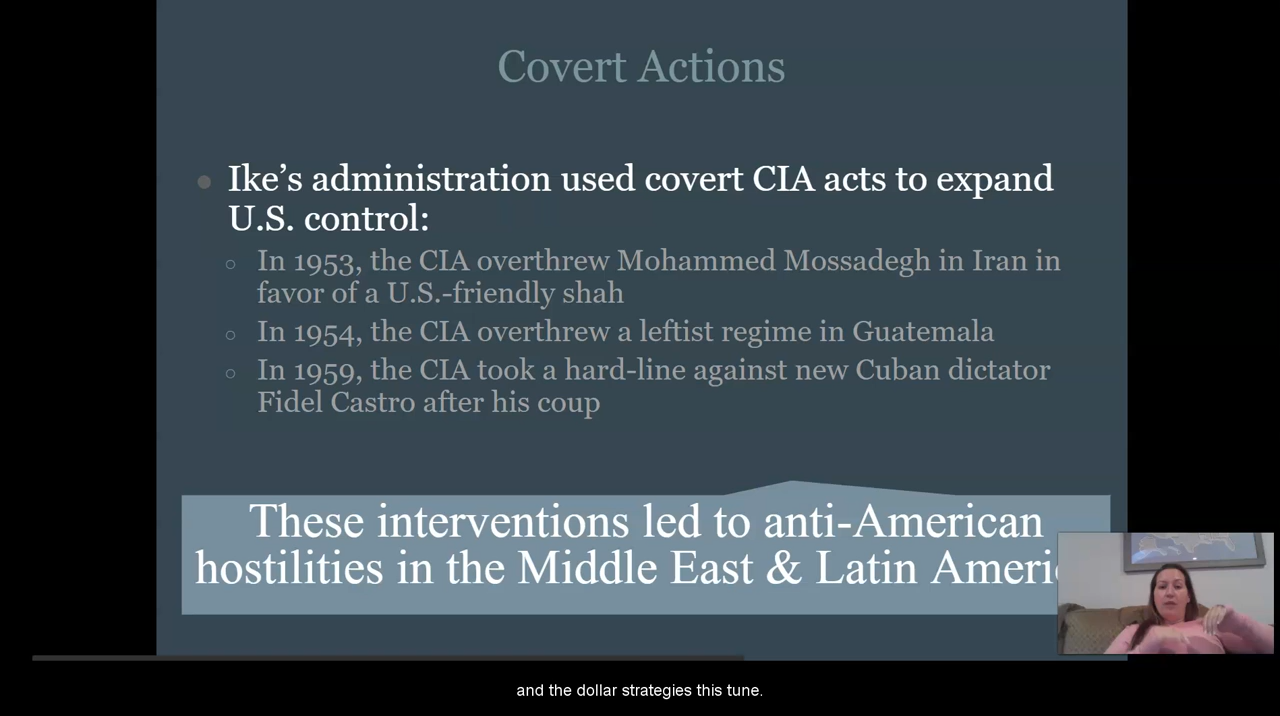 Covert Actions
Ike’s administration used covert CIA acts to expand
U.S. control:
In 1953, the CIA overthrew Mohammed Mossadegh in Iran in
favor of a U.S.-friendly shah
In 1954, the CIA overthrew a leftist regime in Guatemala
In 1959, the CIA took a hard-line against new Cuban dictator
Fidel Castro after his coup
These interventions led to anti-American
hostilities in the Middle East & Latin Ameri
and the dollar strategies this tune.